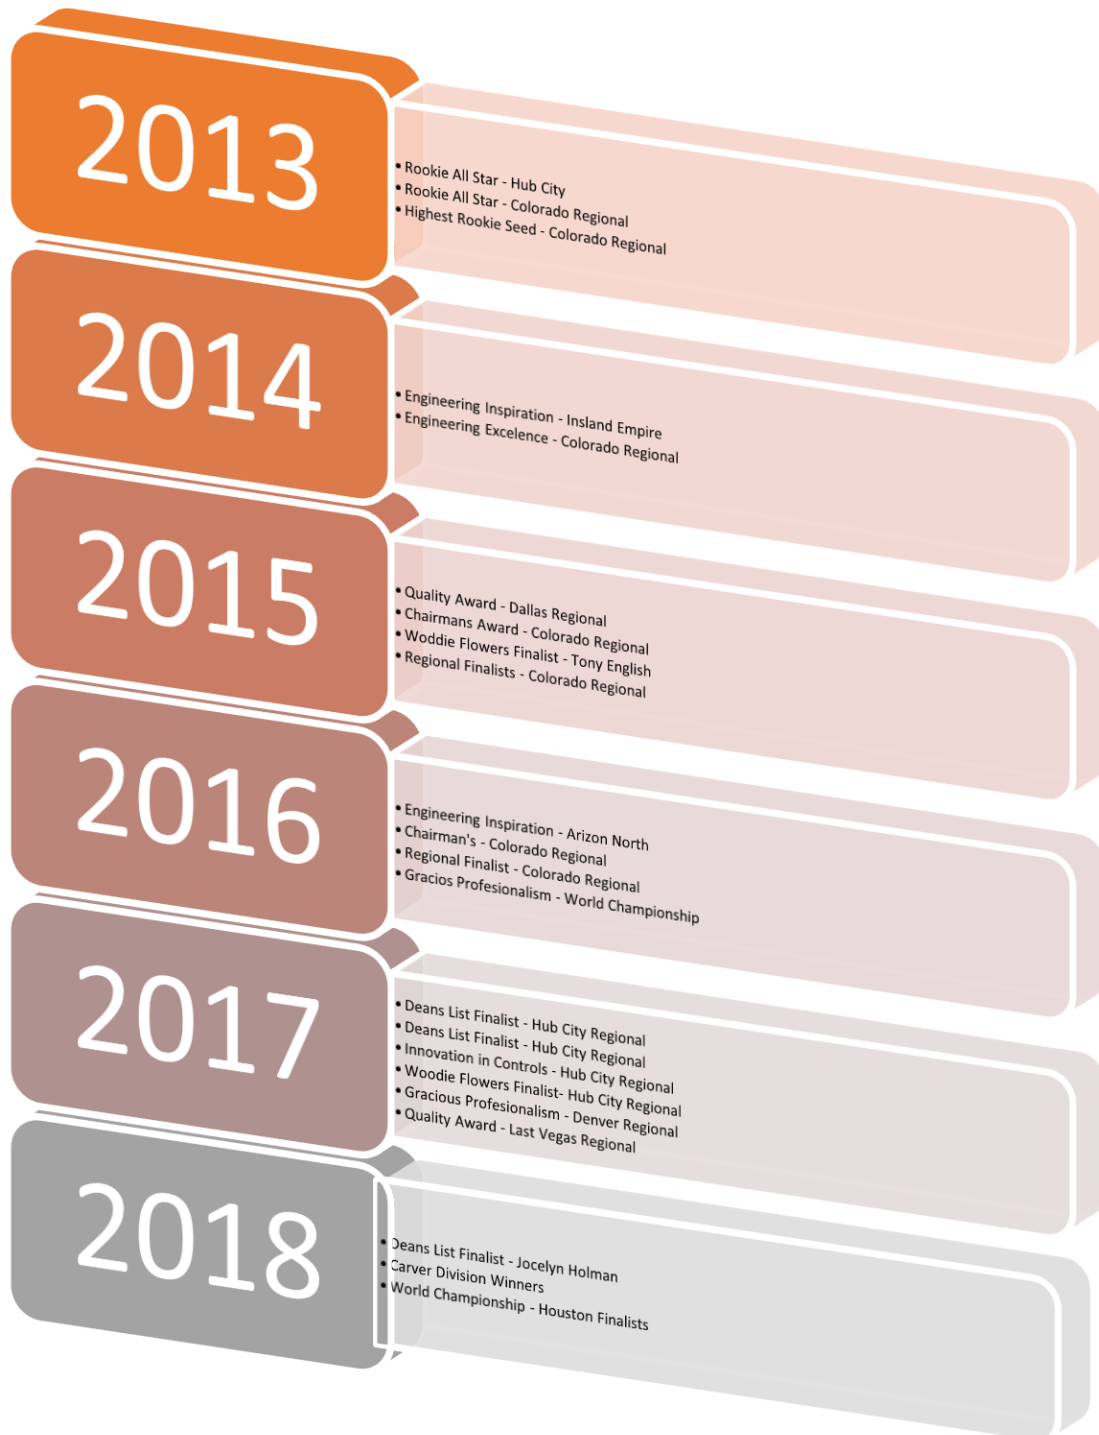 2013
• Rookie All Star - Hub City
• Rookie All Star - Colorado Regional
• Highest Rookie Seed - Colorado Regional
2014
• Engineering Inspiration - Insland Empire
• Engineering Excelence - Colorado Regional
2015
• Quality Award - Dallas Regional
• Chairmans Award - Colorado Regional
• Woddie Flowers Finalist - Tony English
• Regional Finalists - Colorado Regional
2016
• Engineering Inspiration - Arizon North
• Chairman's - Colorado Regional
• Regional Finalist - Colorado Regional
• Gracios Profesionalism - World Championship
2017
• Deans List Finalist - Hub City Regional
• Deans List Finalist - Hub City Regional
• Innovation in Controls - Hub City Regional
• Woodie Flowers Finalist- Hub City Regional
• Gracious Profesionalism - Denver Regional
• Quality Award - Last Vegas Regional
2018
• Deans List Finalist - Jocelyn Holman
• Carver Division Winners
• World Championship - Houston Finalists